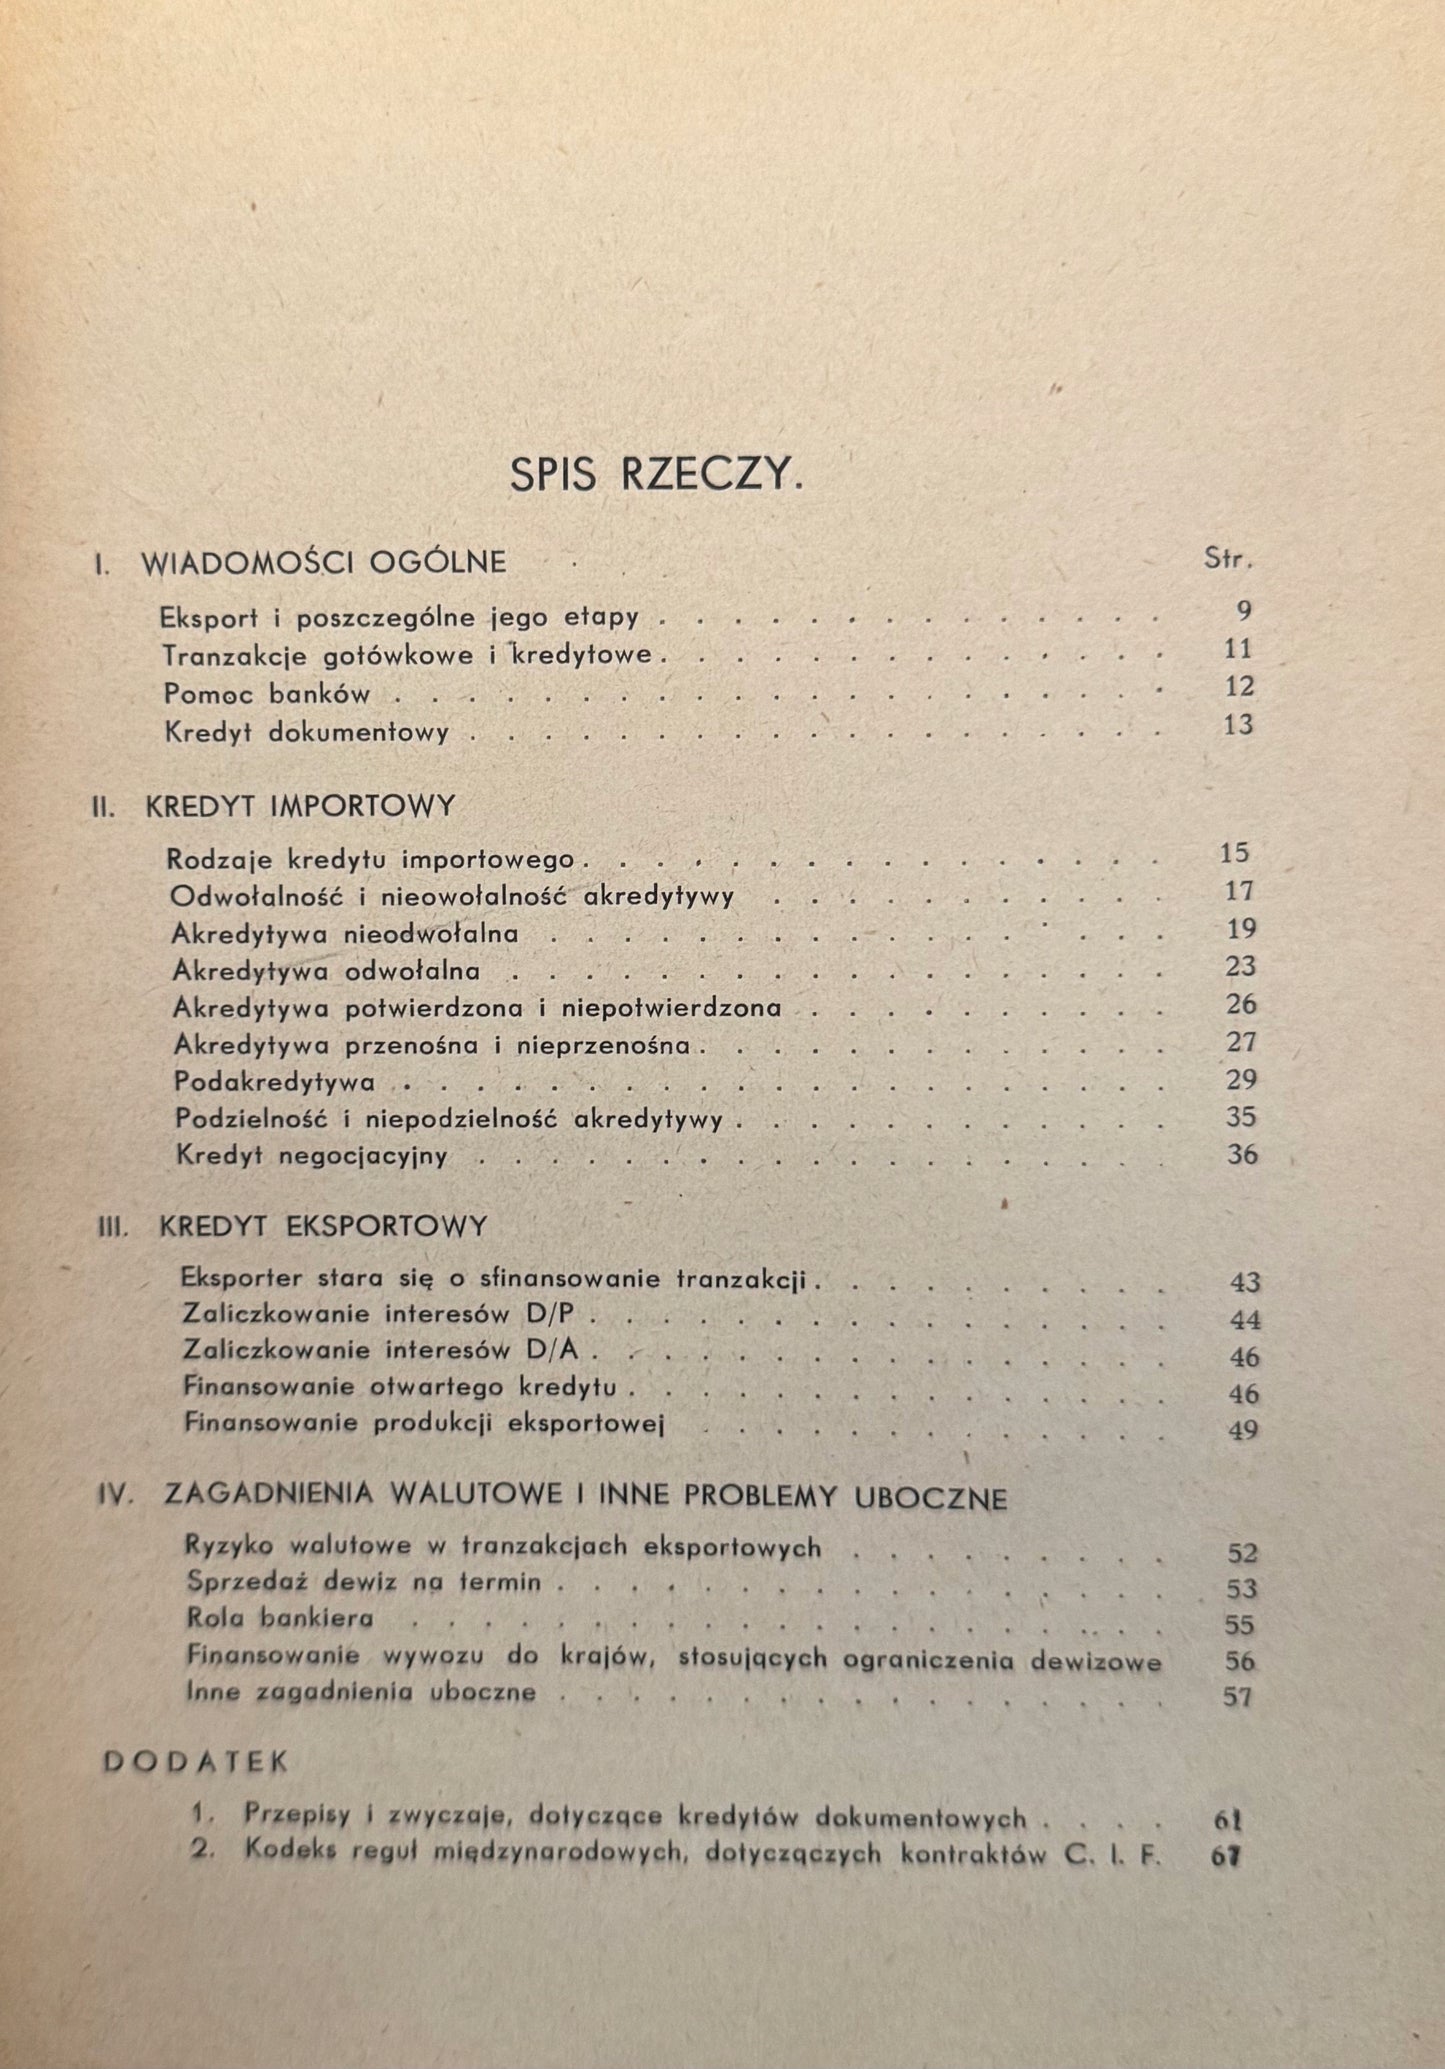 SPIS RZECZY.
I. WIADOMOŚCI OGÓLNE Str.
Eksport i poszczególne jego etapy . . . . . . . . . . . . . . 9
Tranzakcje gotówkowe i kredytowe . . . . . . . . . . . . . . 11
Pomoc banków . . . . . . . . . . . . . . . . . . . . . 12
Kredyt dokumentowy . . . . . . . . . . . . . . . . . . . 13
II. KREDYT IMPORTOWY
Rodzaje kredytu importowego . . . . . . . . . . . . . . . . 15
Odwołalność i nieowołalność akredytywy . . . . . . . . . . . 17
Akredytywa nieodwołalna . . . . . . . . . . . . . . . . . 19
Akredytywa odwołalna . . . . . . . . . . . . . . . . . . 23
Akredytywa potwierdzona i niepotwierdzona . . . . . . . . . . 26
Akredytywa przenośna i nieprzenośna . . . . . . . . . . . . . 27
Podakredytywa . . . . . . . . . . . . . . . . . . . . . 29
Podzielność i niepodzielność akredytywy . . . . . . . . . . . . 35
Kredyt negocjacyjny . . . . . . . . . . . . . . . . . . . 36
III. KREDYT EKSPORTOWY
Eksporter stara się o sfinansowanie tranzakcji . . . . . . . . . . 43
Zaliczkowanie interesów D/P . . . . . . . . . . . . . . . . 44
Zaliczkowanie interesów D/A . . . . . . . . . . . . . . . . 46
Finansowanie otwartego kredytu . . . . . . . . . . . . . . . 46
Finansowanie produkcji eksportowej . . . . . . . . . . . . . 49
IV. ZAGADNIENIA WALUTOWE I INNE PROBLEMY UBOCZNE
Ryzyko walutowe w tranzakcjach eksportowych . . . . . . . . . 52
Sprzedaż dewiz na termin . . . . . . . . . . . . . . . . . 53
Rola bankiera . . . . . . . . . . . . . . . . . . . . . 55
Finansowanie wywozu do krajów, stosujących ograniczenia dewizowe 56
Inne zagadnienia uboczne . . . . . . . . . . . . . . . . . 57
DODATEK
1. Przepisy i zwyczaje, dotyczące kredytów dokumentowych . . . . 61
2. Kodeks reguł międzynarodowych, dotyczączych kontraktów C. I. F. 67